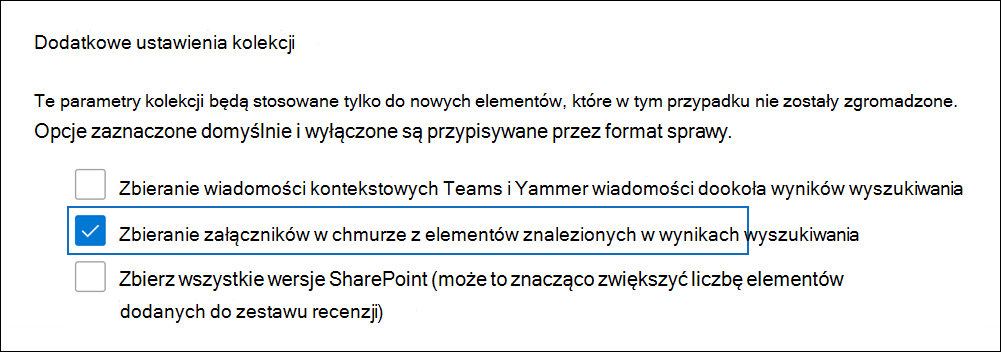 Dodatkowe ustawienia kolekcji
Te parametry kolekcji będą stosowane tylko do nowych elementów, które w tym przypadku nie zostały zgromadzone.
Opcje zaznaczone domyślnie i wyłączone są przypisywane przez format sprawy.
Zbieranie wiadomości kontekstowych Teams i Yammer wiadomości dookoła wyników wyszukiwania
Zbieranie załączników w chmurze z elementów znalezionych w wynikach wyszukiwania
Zbierz wszystkie wersje SharePoint (może to znacząco zwiększyć liczbę elementów
dodanych do zestawu recenzji)